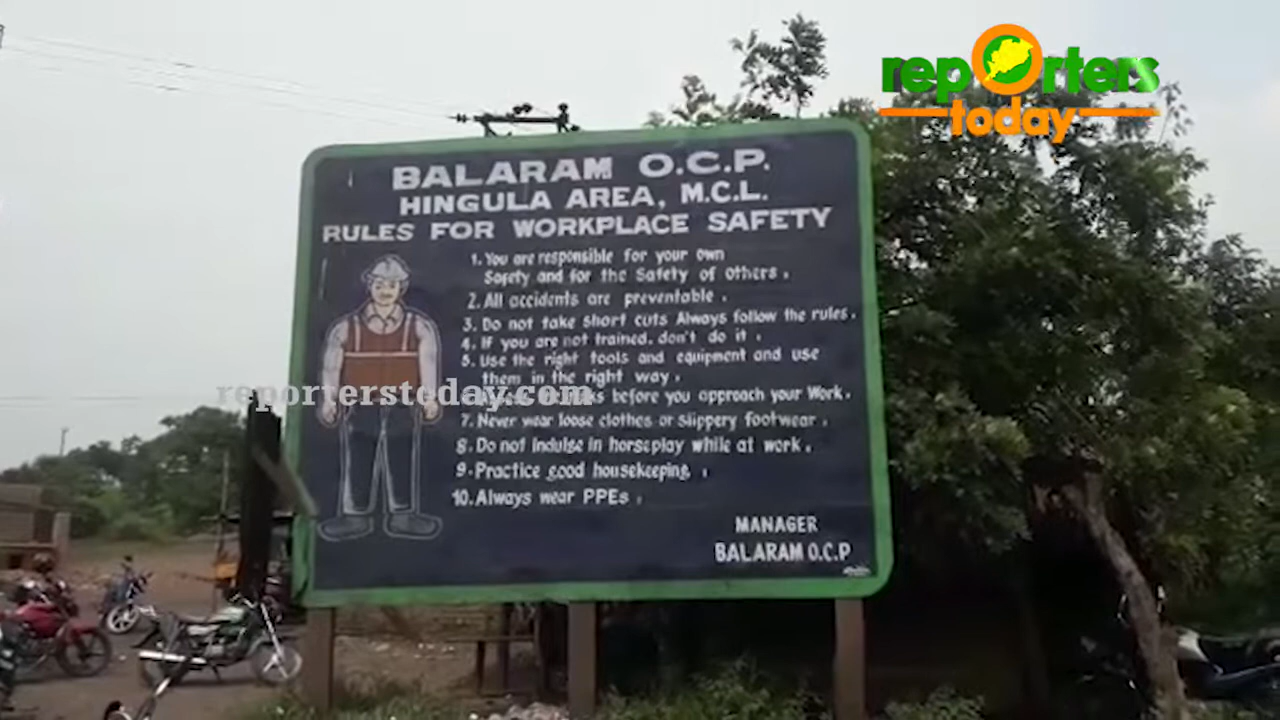 reporters
today
BALARAM O.C.P.
HINGULA AREA, M.C.L.
RULES FOR WORKPLACE SAFETY
1. You are responsible for your own
Safety and for the Safety of others.
2. All accidents are preventable.
3. Do not take short cuts Always follow the rules.
4. If you are not trained, don't do it.
5. Use the right tools and equipment and use
them in the right way.
before you approach your Work.
reporterstoday.com
7. Never wear loose clothes or slippery footwear.
8. Do not indulge in horseplay while at work.
9. Practice good housekeeping.
10. Always wear PPEs.
MANAGER
BALARAM O.C.P